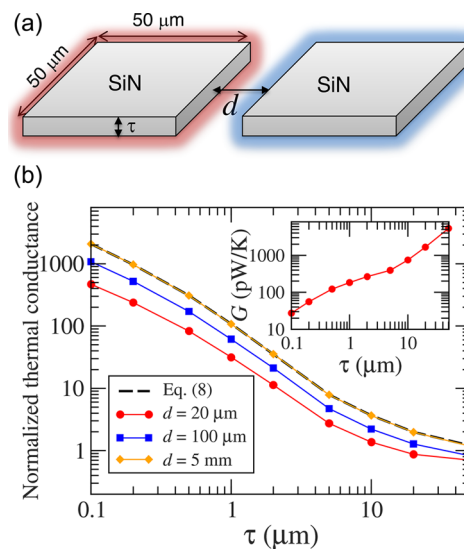 (a)
50 μm
50 μm
SiN
SiN
d
τ
(b)
Normalized thermal conductance
1000
100
10
1
0.1
1
10
τ (μm)
Eq. (8)
d = 20 μm
d = 100 μm
d = 5 mm
G (pW/K)
1000
100
10
0.1
1
10
τ (μm)